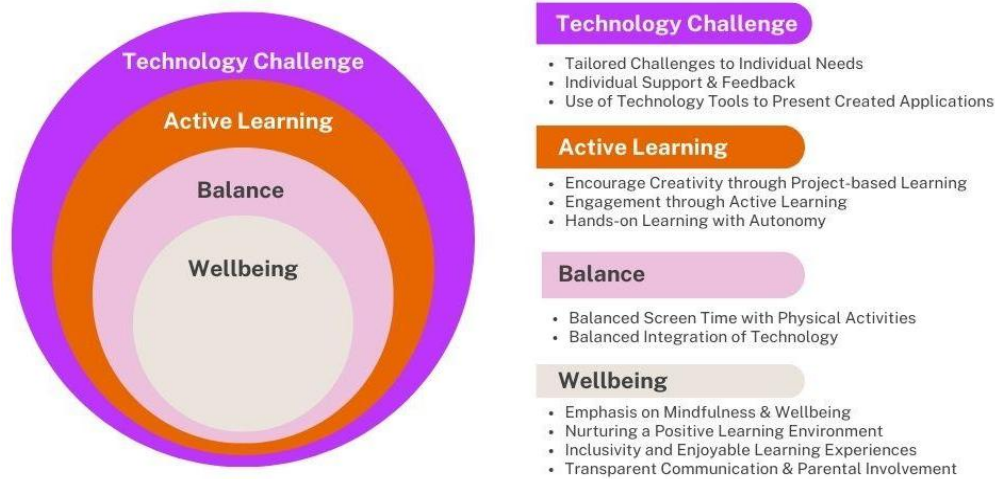 Technology Challenge
Active Learning
Balance
Wellbeing
Technology Challenge
• Tailored Challenges to Individual Needs
• Individual Support & Feedback
• Use of Technology Tools to Present Created Applications
Active Learning
• Encourage Creativity through Project-based Learning
• Engagement through Active Learning
• Hands-on Learning with Autonomy
Balance
• Balanced Screen Time with Physical Activities
• Balanced Integration of Technology
Wellbeing
• Emphasis on Mindfulness & Wellbeing
• Nurturing a Positive Learning Environment
• Inclusivity and Enjoyable Learning Experiences
• Transparent Communication & Parental Involvement